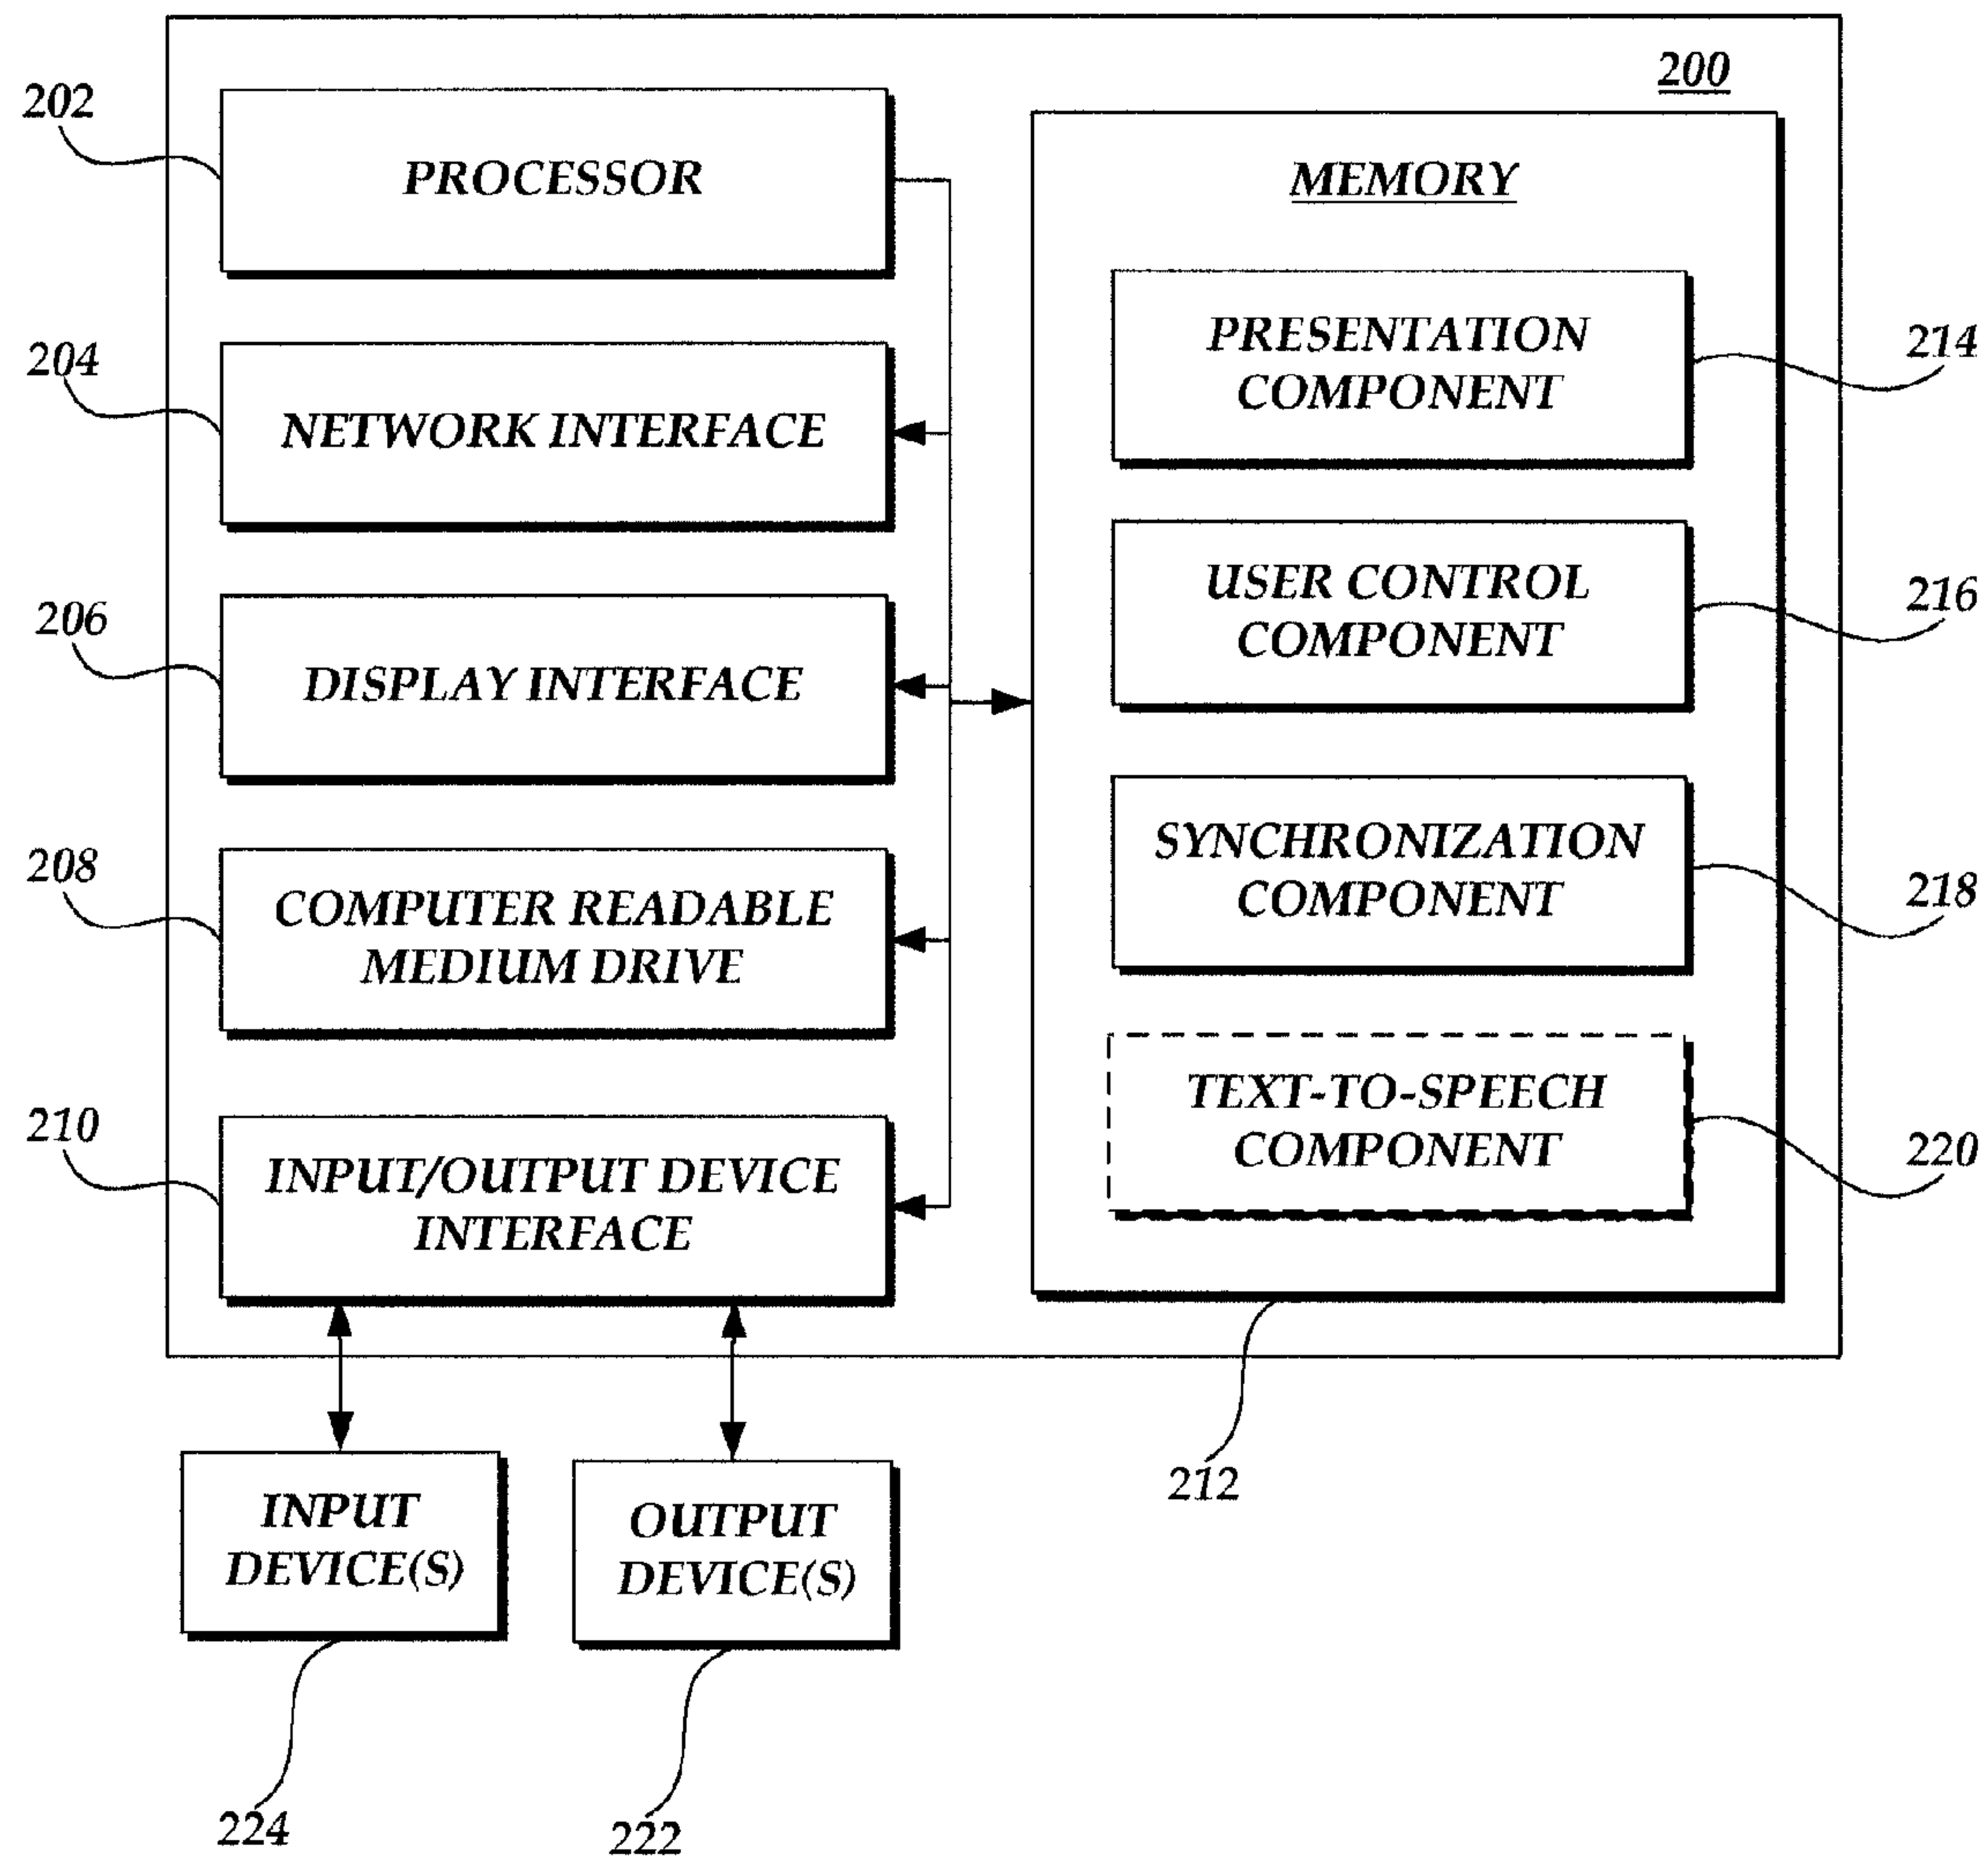 200
202
PROCESSOR
204
NETWORK INTERFACE
206
DISPLAY INTERFACE
208
COMPUTER READABLE
MEDIUM DRIVE
210
INPUT/OUTPUT DEVICE
INTERFACE
MEMORY
PRESENTATION
COMPONENT
214
USER CONTROL
COMPONENT
216
SYNCHRONIZATION
COMPONENT
218
TEXT-TO-SPEECH
COMPONENT
220
212
INPUT
DEVICE(S)
224
OUTPUT
DEVICE(S)
222